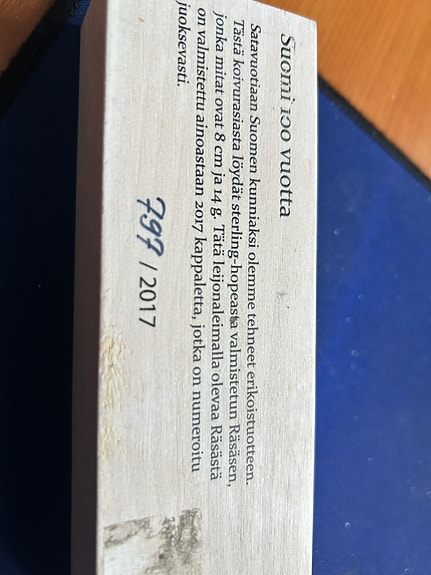 Suomi 100 vuotta
Satavuotiaan Suomen kunniaksi olemme tehneet erikoistuotteen.
Tästä koivurasiasta löydät sterling-hopeasta valmistetun Räsäsen,
jonka mitat ovat 8 cm ja 14 g. Tätä leijonaleimalla olevaa Räsästä
on valmistettu ainoastaan 2017 kappaletta, jotka on numeroitu
juoksevasti.
797 / 2017